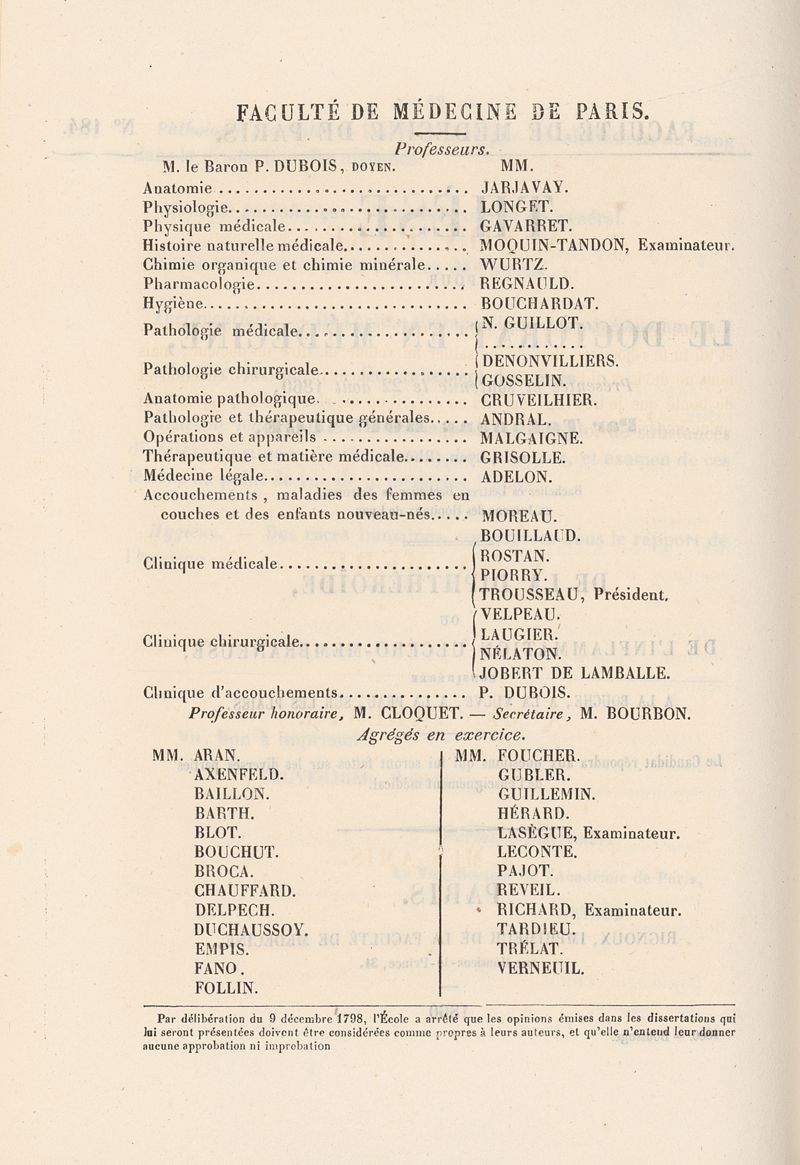 FACULTÉ DE MÉDECINE DE PARIS.
Professeurs.
M. le Baron P. DUBOIS, DOYEN. MM.
Anatomie .............................. JARJAVAY.
Physiologie.............................. LONGET.
Physique médicale...................... GAVARRET.
Histoire naturelle médicale............... MOQUIN-TANDON, Examinateur.
Chimie organique et chimie minérale..... WURTZ.
Pharmacologie......................... REGNAULD.
Hygiène............................... BOUCHARDAT.
Pathologie médicale..................... { N. GUILLOT.
{ ............
Pathologie chirurgicale.................. { DENONVILLIERS.
{ GOSSELIN.
Anatomie pathologique. ................ CRUVEILHIER.
Pathologie et thérapeutique générales..... ANDRAL.
Opérations et appareils ................. MALGAIGNE.
Thérapeutique et matière médicale........ GRISOLLE.
Médecine légale........................ ADELON.
Accouchements, maladies des femmes en
couches et des enfants nouveau-nés..... MOREAU.
Clinique médicale....................... { BOUILLAUD.
ROSTAN.
PIORRY.
TROUSSEAU, Président.
Clinique chirurgicale.................... { VELPEAU.
LAUGIER.
NÉLATON.
JOBERT DE LAMBALLE.
Clinique d'accouchements............... P. DUBOIS.
Professeur honoraire, M. CLOQUET. — Secrétaire, M. BOURBON.
Agrégés en exercice.
MM. ARAN.
AXENFELD.
BAILLON.
BARTH.
BLOT.
BOUCHUT.
BROCA.
CHAUFFARD.
DELPECH.
DUCHAUSSOY.
EMPIS.
FANO.
FOLLIN.
MM. FOUCHER.
GUBLER.
GUILLEMIN.
HÉRARD.
LASÈGUE, Examinateur.
LECONTE.
PAJOT.
REVEIL.
RICHARD, Examinateur.
TARDIEU.
TRÉLAT.
VERNEUIL.
Par délibération du 9 décembre 1798, l'École a arrêté que les opinions émises dans les dissertations qui
lui seront présentées doivent être considérées comme propres à leurs auteurs, et qu'elle n'entend leur donner
aucune approbation ni improbation